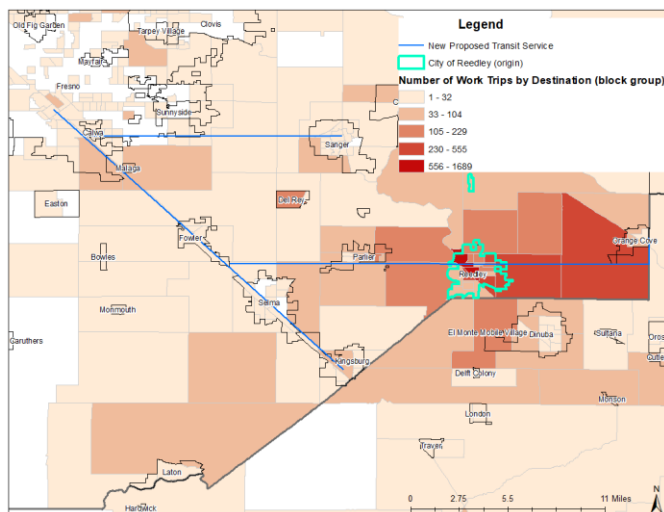 Old Fig Garden
Clovis
Tarpey Village
Mayfair
Fresno
Sunnyside
Calwa
Sanger
Malaga
Easton
Del Rey
Fowler
Bowles
Parlier
Reedley
Orange Cove
Selma
Monmouth
El Monte Mobile Village
Dinuba
Sultana
Caruthers
Kingsburg
Delft Colony
Monson
London
Traver
Laton
Hardwick
Legend
New Proposed Transit Service
City of Reedley (origin)
Number of Work Trips by Destination (block group)
1 - 32
33 - 104
105 - 229
230 - 555
556 - 1689
0 2.75 5.5 11 Miles
N